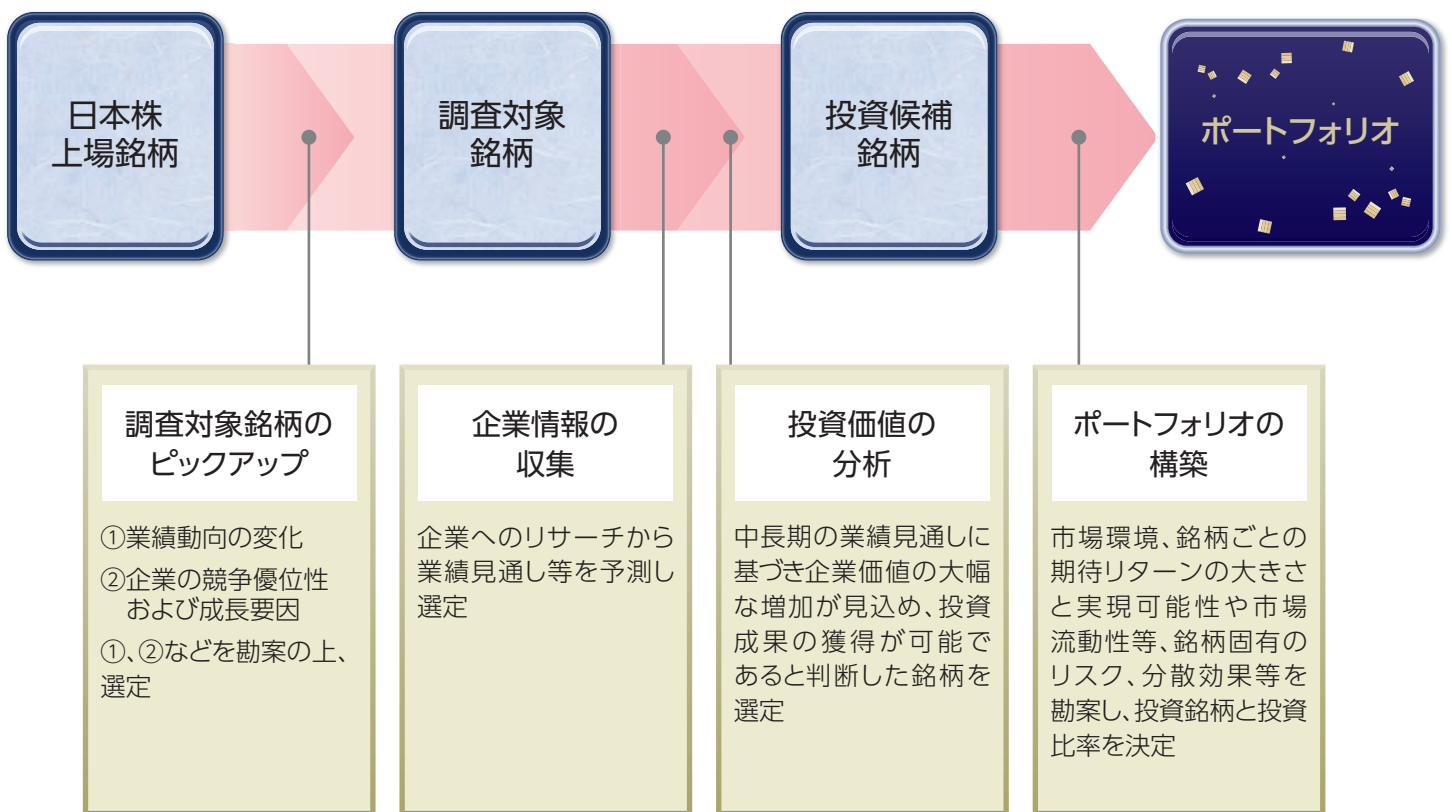 日本株
上場銘柄
調査対象
銘柄
投資候補
銘柄
ポートフォリオ
調査対象銘柄の
ピックアップ
①業績動向の変化
②企業の競争優位性
および成長要因
①、②などを勘案の上、
選定
企業情報の
収集
企業へのリサーチから
業績見通し等を予測し
選定
投資価値の
分析
中長期の業績見通しに
基づき企業価値の大幅
な増加が見込め、投資
成果の獲得が可能で
あると判断した銘柄を
選定
ポートフォリオの
構築
市場環境、銘柄ごとの
期待リターンの大きさ
と実現可能性や市場
流動性等、銘柄固有の
リスク、分散効果等を
勘案し、投資銘柄と投資
比率を決定